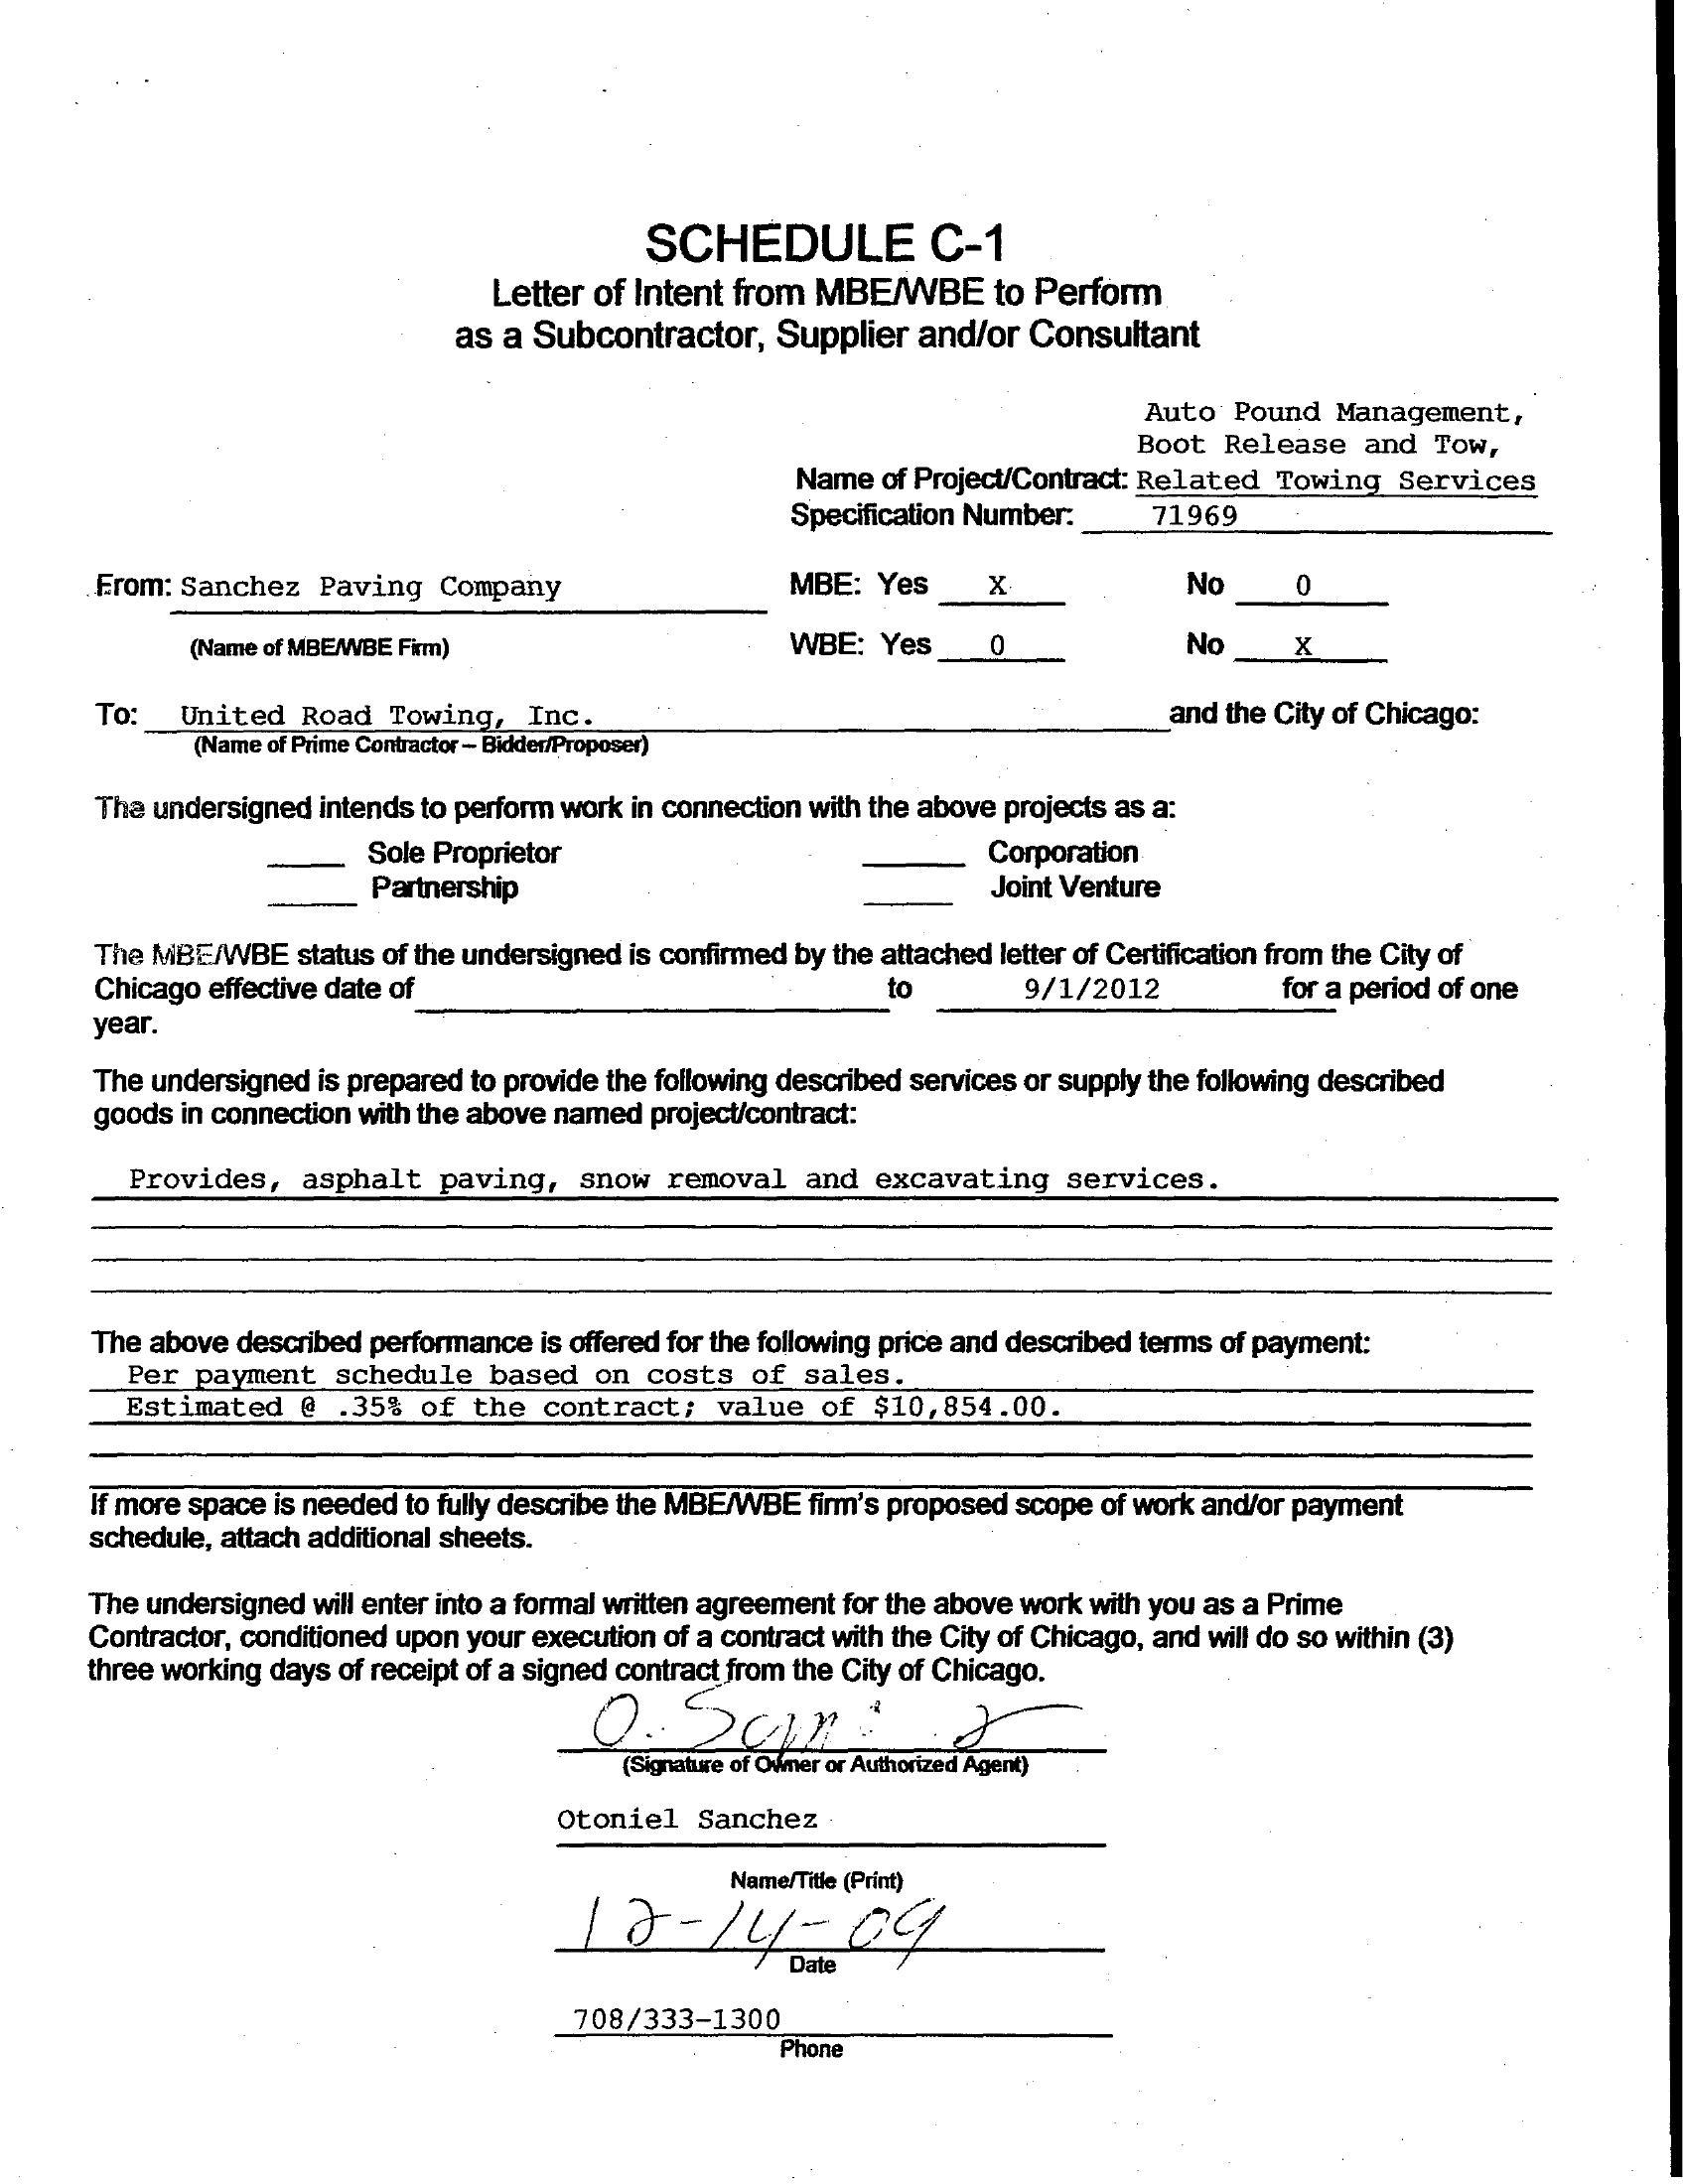 SCHEDULE C-1
Letter of Intent from MBE/WBE to Perform
as a Subcontractor, Supplier and/or Consultant
Auto Pound Management,
Boot Release and Tow,
Name of Project/Contract: Related Towing Services
Specification Number: 71969
From: Sanchez Paving Company MBE: Yes X No 0
(Name of MBE/WBE Firm) WBE: Yes 0 No X
To: United Road Towing, Inc. and the City of Chicago:
(Name of Prime Contractor – Bidder/Proposer)
The undersigned intends to perform work in connection with the above projects as a:
Sole Proprietor Corporation
Partnership Joint Venture
The MBE/WBE status of the undersigned is confirmed by the attached letter of Certification from the City of
Chicago effective date of to 9/1/2012 for a period of one
year.
The undersigned is prepared to provide the following described services or supply the following described
goods in connection with the above named project/contract:
Provides, asphalt paving, snow removal and excavating services.
The above described performance is offered for the following price and described terms of payment:
Per payment schedule based on costs of sales.
Estimated @ .35% of the contract; value of $10,854.00.
If more space is needed to fully describe the MBE/WBE firm's proposed scope of work and/or payment
schedule, attach additional sheets.
The undersigned will enter into a formal written agreement for the above work with you as a Prime
Contractor, conditioned upon your execution of a contract with the City of Chicago, and will do so within (3)
three working days of receipt of a signed contract from the City of Chicago.
(Signature of Owner or Authorized Agent)
Otoniel Sanchez
Name/Title (Print)
12-14-09
Date
708/333-1300
Phone